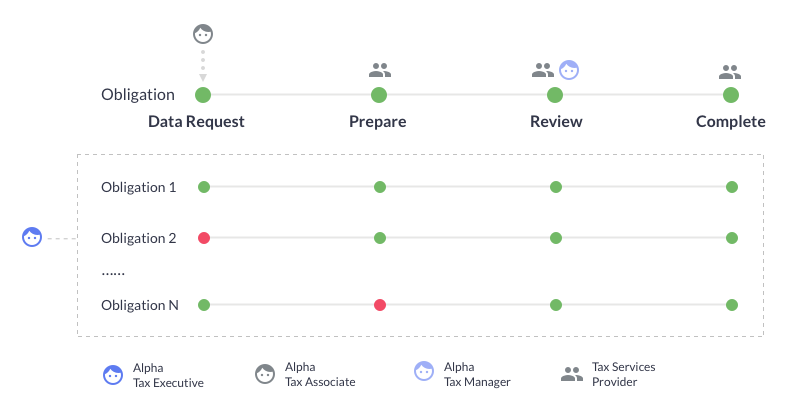 Obligation
Data Request Prepare Review Complete
Obligation 1
Obligation 2
......
Obligation N
Alpha
Tax Executive
Alpha
Tax Associate
Alpha
Tax Manager
Tax Services
Provider